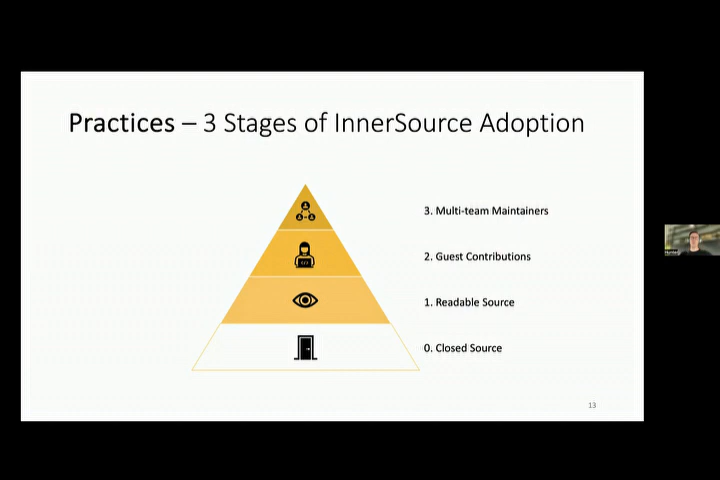 Practices – 3 Stages of InnerSource Adoption
3. Multi-team Maintainers
2. Guest Contributions
1. Readable Source
0. Closed Source
13